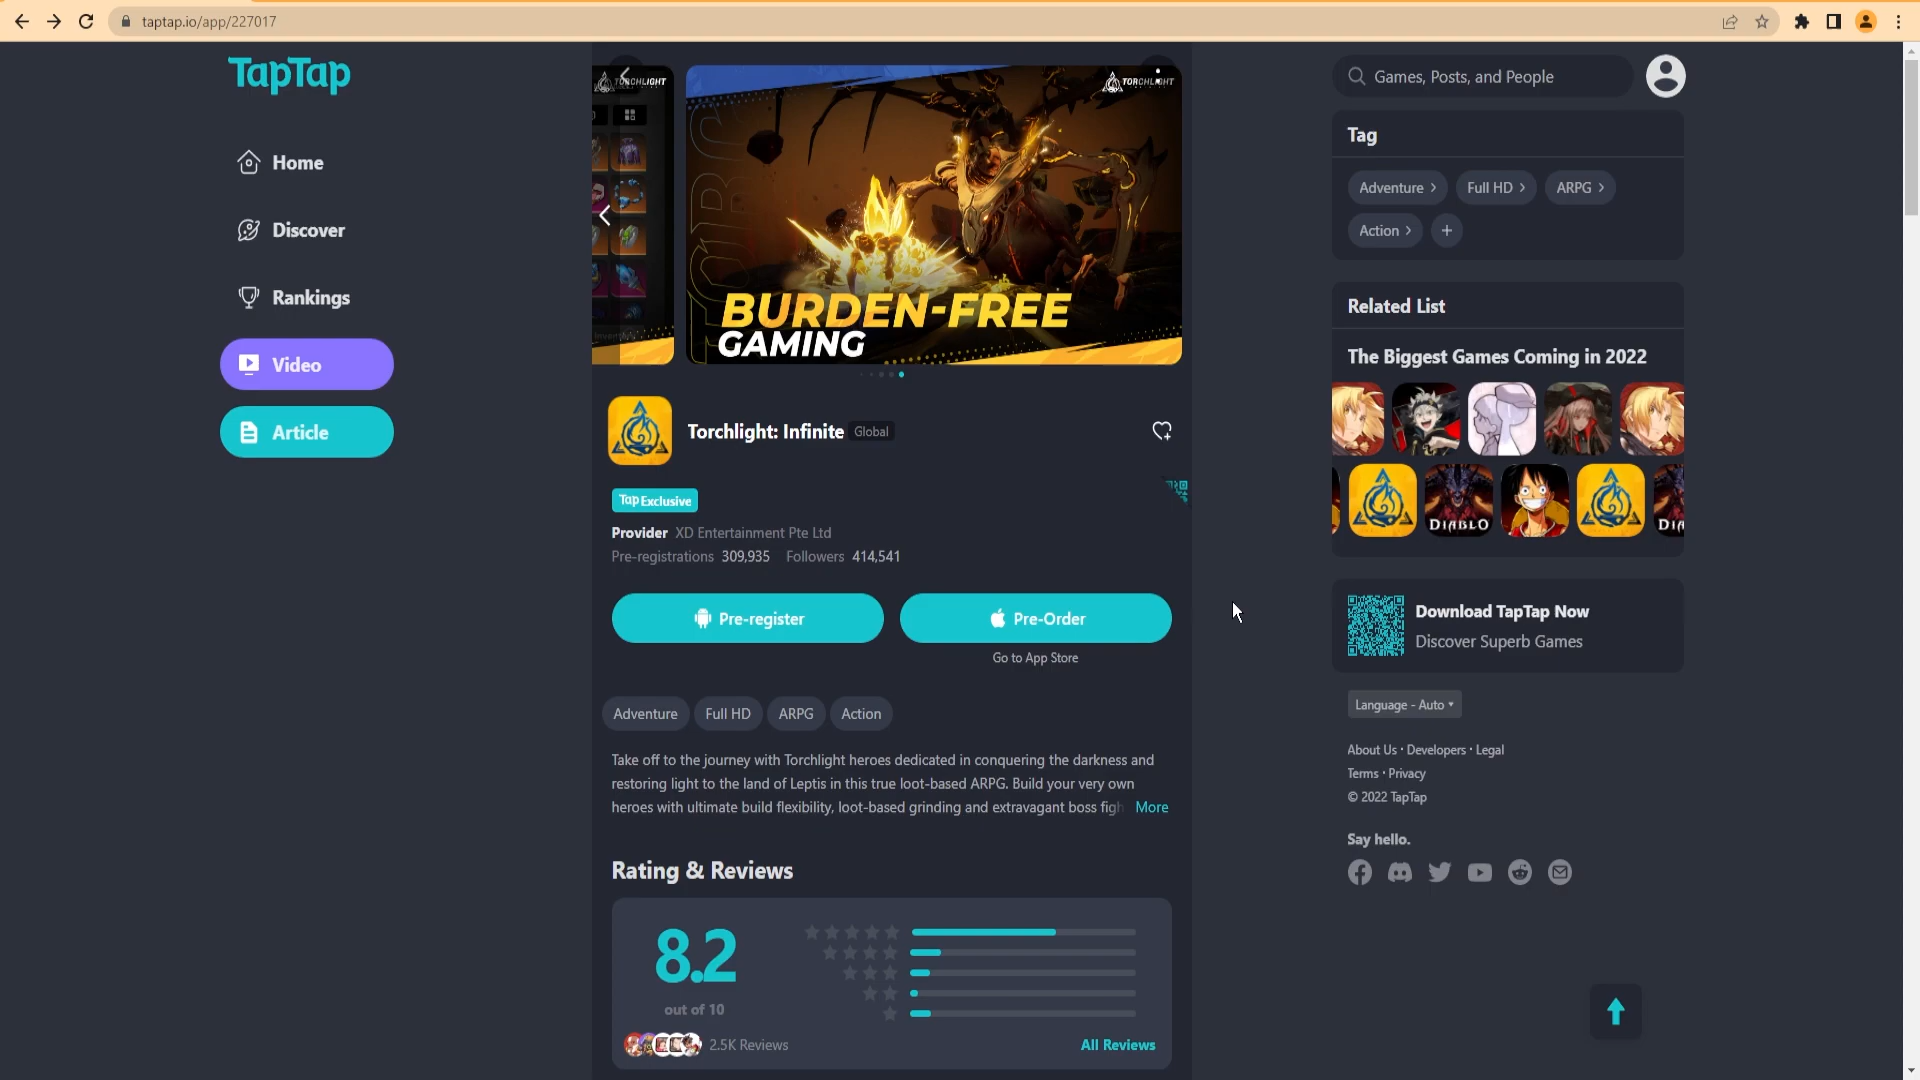 taptap.io/app/227017
TapTap
Home
Discover
Rankings
Video
Article
TORCHLIGHT
TORCHLIGHT
BURDEN-FREE
GAMING
Torchlight: Infinite Global
Tap Exclusive
Provider XD Entertainment Pte Ltd
Pre-registrations 309,935 Followers 414,541
Pre-register
Pre-Order
Go to App Store
Adventure Full HD ARPG Action
Take off to the journey with Torchlight heroes dedicated in conquering the darkness and
restoring light to the land of Leptis in this true loot-based ARPG. Build your very own
heroes with ultimate build flexibility, loot-based grinding and extravagant boss figh More
Rating & Reviews
8.2
out of 10
2.5K Reviews
All Reviews
Games, Posts, and People
Tag
Adventure > Full HD > ARPG >
Action > +
Related List
The Biggest Games Coming in 2022
DIABLO
DIA
Download TapTap Now
Discover Superb Games
Language - Auto ▾
About Us · Developers · Legal
Terms · Privacy
© 2022 TapTap
Say hello.